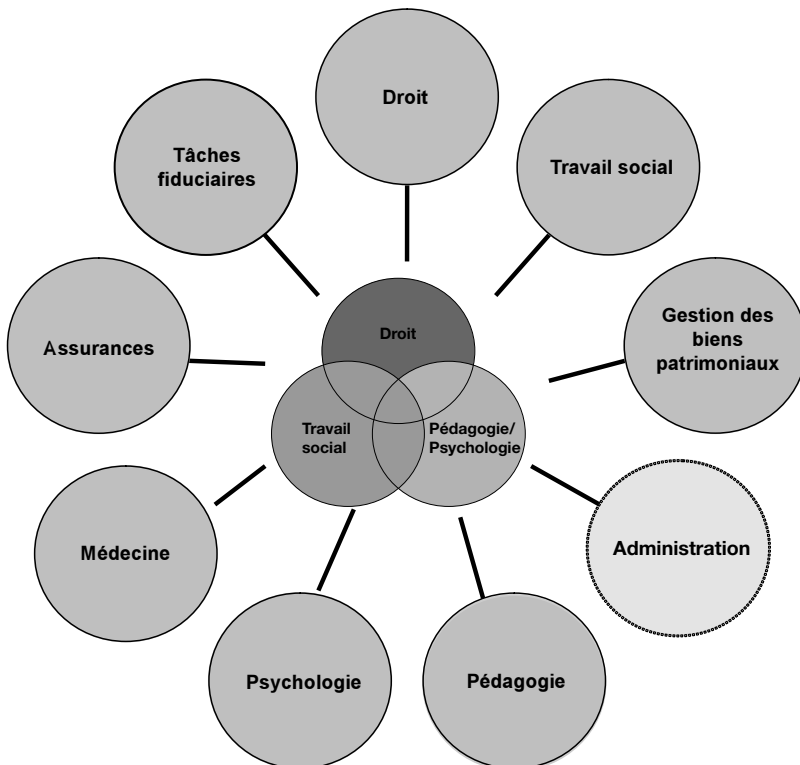 Droit
Tâches
fiduciaires
Travail social
Assurances
Gestion des
biens
patrimoniaux
Droit
Travail
social
Pédagogie/
Psychologie
Médecine
Administration
Psychologie
Pédagogie